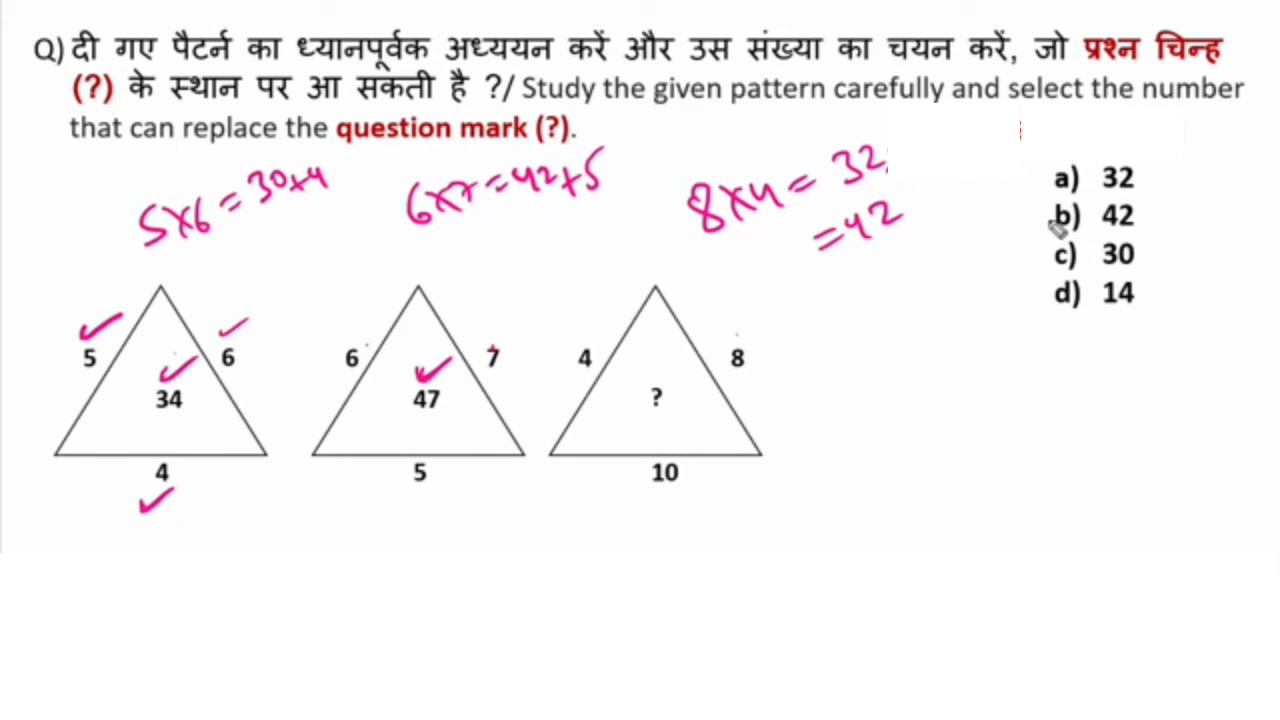 Q) दी गए पैटर्न का ध्यानपूर्वक अध्ययन करें और उस संख्या का चयन करें, जो प्रश्न चिन्ह
(?) के स्थान पर आ सकती है ?/ Study the given pattern carefully and select the number
that can replace the question mark (?).
5x6=30+4
6x7=42+5
8x4=32
=42
a) 32
b) 42
c) 30
d) 14
5 6
34
4
6 7
47
5
4 8
?
10